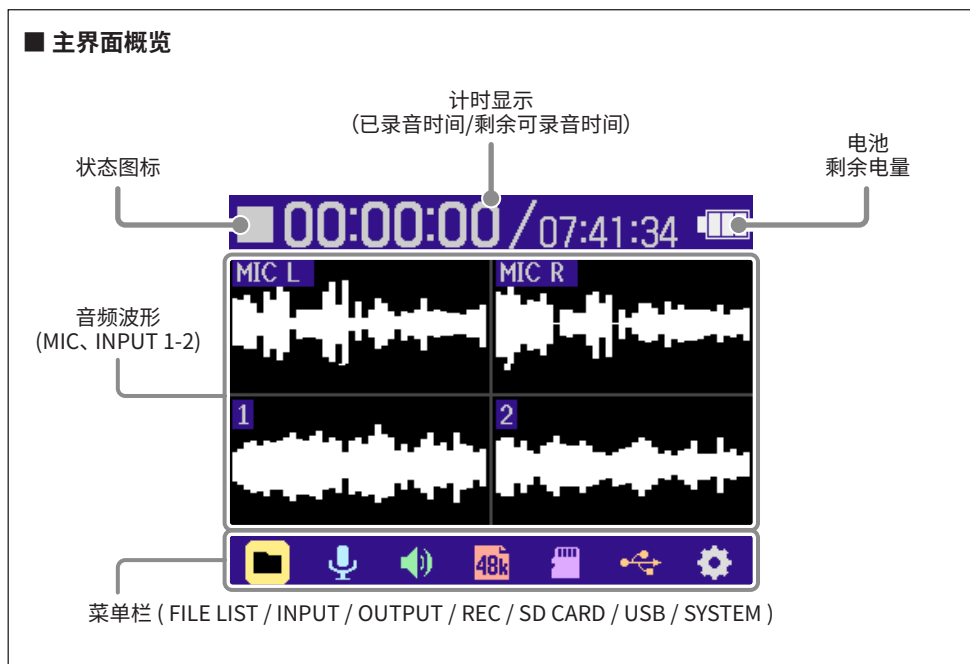 ■ 主界面概览
计时显示
（已录音时间/剩余可录音时间）
状态图标
电池
剩余电量
00:00:00/07:41:34
MIC L
MIC R
音频波形
(MIC、INPUT 1-2)
1
2
48k
菜单栏 ( FILE LIST / INPUT / OUTPUT / REC / SD CARD / USB / SYSTEM )